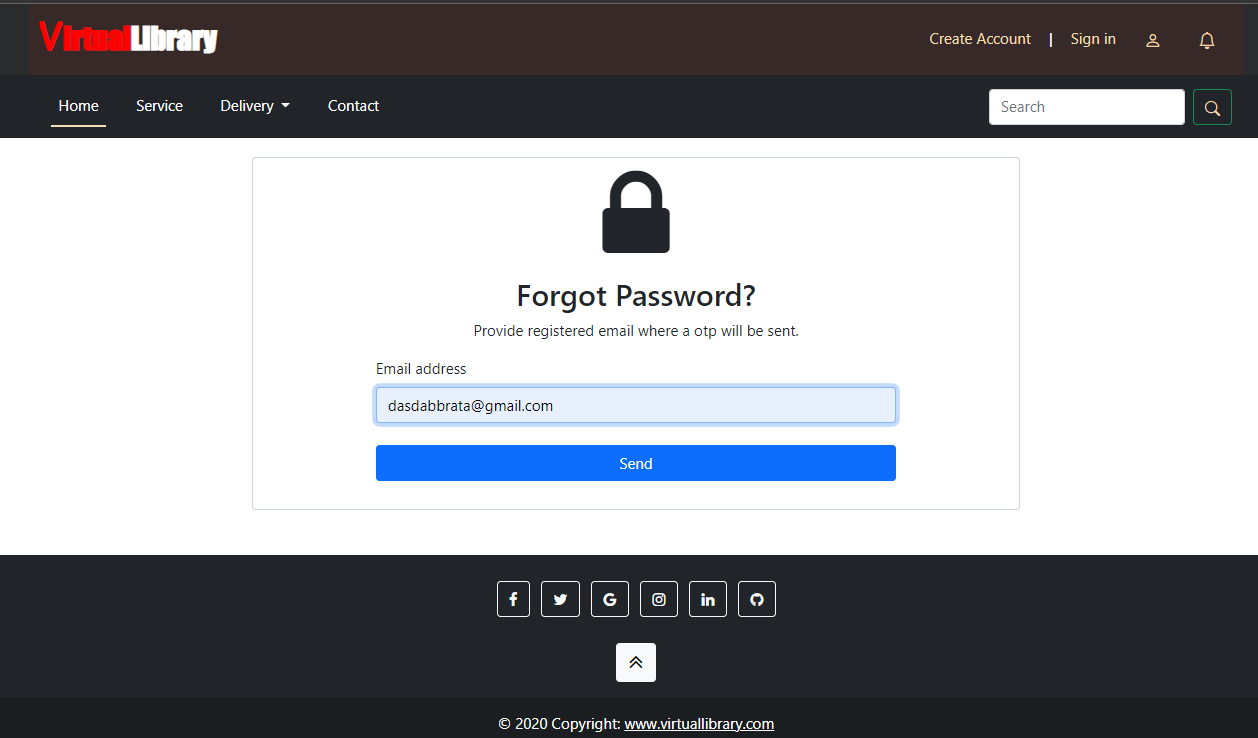 VirtualLibrary
Create Account | Sign in
Home Service Delivery Contact Search
Forgot Password?
Provide registered email where a otp will be sent.
Email address
dasdabbrata@gmail.com
Send
© 2020 Copyright: www.virtuallibrary.com